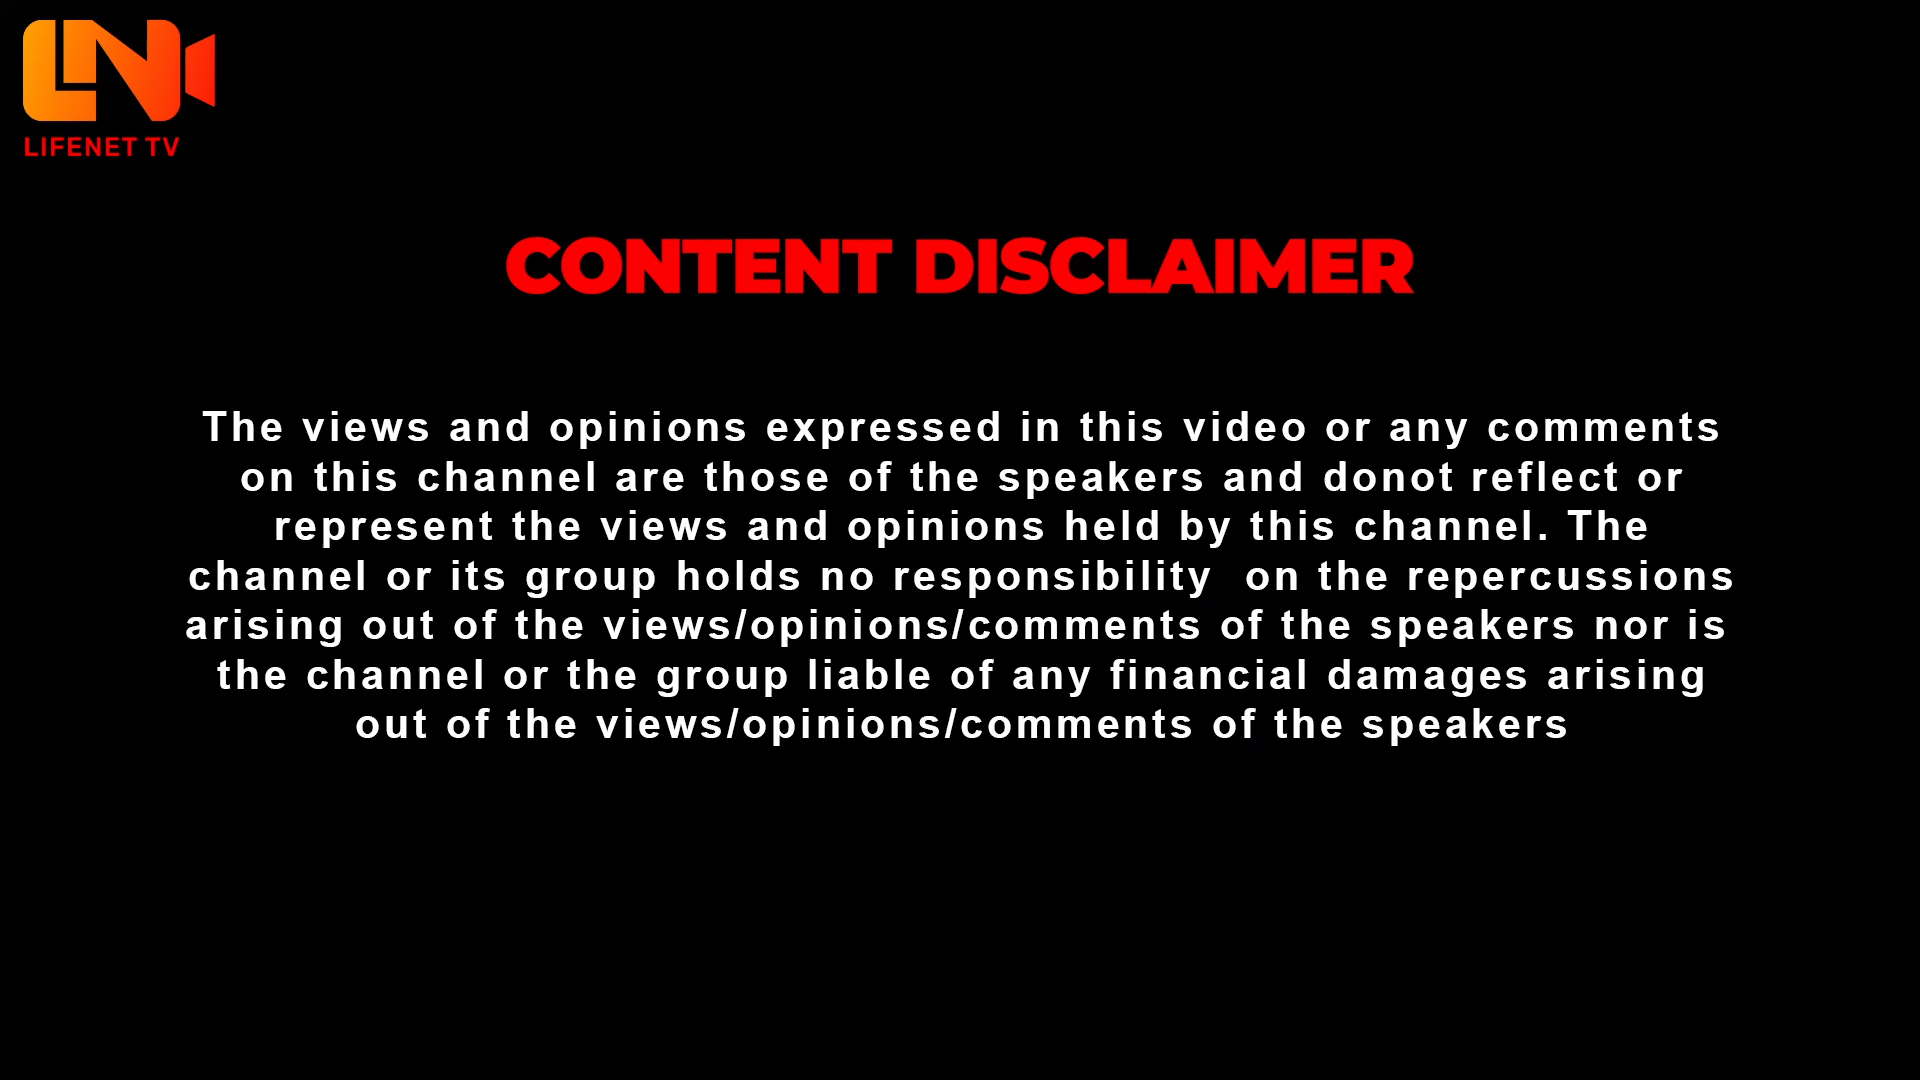 LN
LIFENET TV
CONTENT DISCLAIMER
The views and opinions expressed in this video or any comments
on this channel are those of the speakers and donot reflect or
represent the views and opinions held by this channel. The
channel or its group holds no responsibility  on the repercussions
arising out of the views/opinions/comments of the speakers nor is
the channel or the group liable of any financial damages arising
out of the views/opinions/comments of the speakers